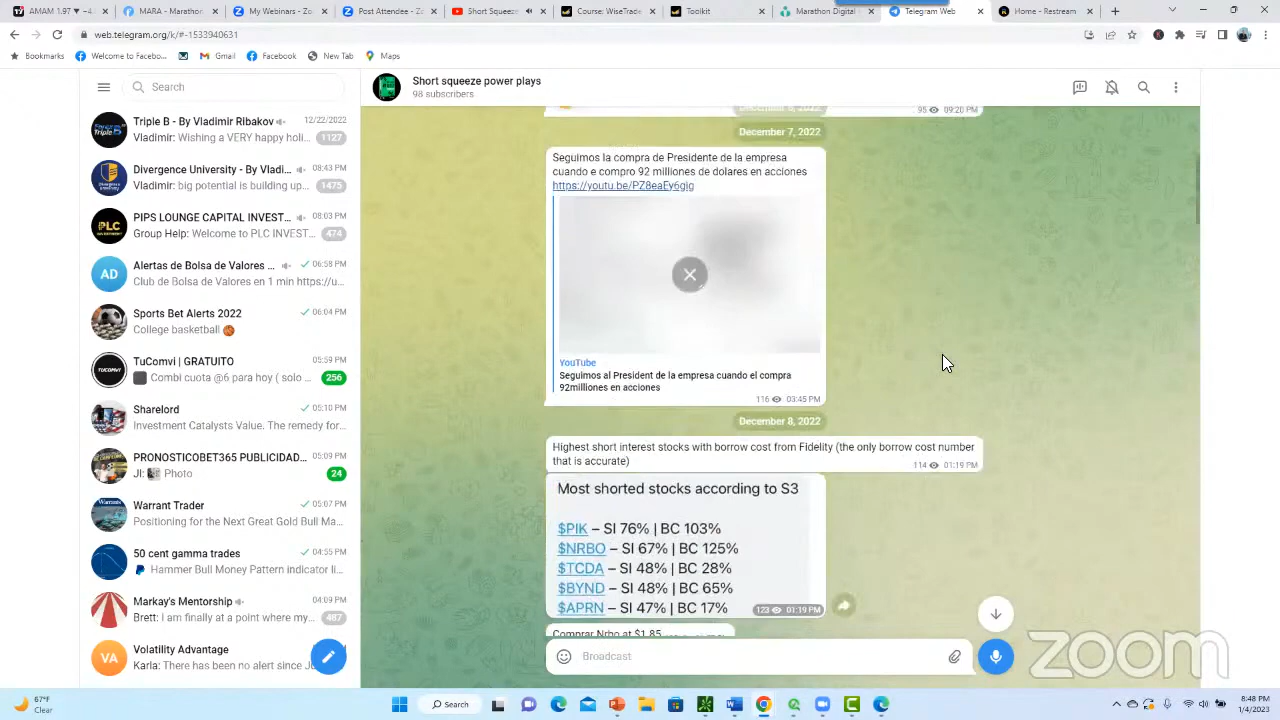 AMAM 1.97 ▼
MARA - Marathon
My Webinars - Zo
Post Attendee - Z
Short Squeez
Course: WiseTrade
Toolkit
Marathon Digital
Telegram Web
Home - Restream
web.telegram.org/k/#-1533940631
Bookmarks
Welcome to Facebo...
Gmail
Facebook
New Tab
Maps
Search
Triple B - By Vladimir Ribakov
12/22/2022
Vladimir: Wishing a VERY happy holi...
1127
Divergence University - By Vladi...
08:43 PM
Vladimir: big potential is building up...
1475
PIPS LOUNGE CAPITAL INVEST...
08:03 PM
Group Help: Welcome to PLC INVEST...
474
AD
Alertas de Bolsa de Valores ...
06:58 PM
Club de Bolsa de Valores en 1 min https://u...
Sports Bet Alerts 2022
06:04 PM
College basketball 🏀
TuComvi | GRATUITO
05:59 PM
Combi cuota @6 para hoy ( solo ...
256
Sharelord
05:10 PM
Investment Catalysts Value. The remedy for...
PRONOSTICOBET365 PUBLICIDAD...
05:09 PM
JI: Photo
24
Warrant Trader
05:07 PM
Positioning for the Next Great Gold Bull Ma...
50 cent gamma trades
04:55 PM
Hammer Bull Money Pattern indicator li...
Markay's Mentorship
04:09 PM
Brett: I am finally at a point where my...
487
VA
Volatility Advantage
Karla: There has been no alert since J
Short squeeze power plays
98 subscribers
95 09:20 PM
December 7, 2022
Seguimos la compra de Presidente de la empresa
cuando e compro 92 milliones de dolares en acciones
https://youtu.be/PZ8eaEy6gig
YouTube
Seguimos al President de la empresa cuando el compra
92milliones en acciones
116 03:45 PM
December 8, 2022
Highest short interest stocks with borrow cost from Fidelity (the only borrow cost number
that is accurate)
114 01:19 PM
Most shorted stocks according to S3
$PIK – SI 76% | BC 103%
$NRBO – SI 67% | BC 125%
$TCDA – SI 48% | BC 28%
$BYND – SI 48% | BC 65%
$APRN – SI 47% | BC 17%
123 01:19 PM
Comprar Nrbo at $1.85
Broadcast
zoom
67°F
Clear
Search
8:48 PM
1/4/2023